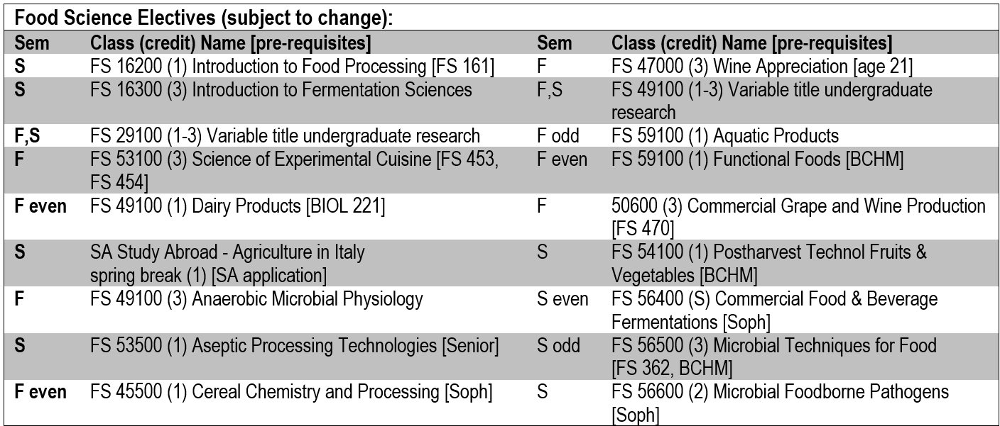 Food Science Electives (subject to change):
Sem Class (credit) Name [pre-requisites] Sem Class (credit) Name [pre-requisites]
S FS 16200 (1) Introduction to Food Processing [FS 161] F FS 47000 (3) Wine Appreciation [age 21]
S FS 16300 (3) Introduction to Fermentation Sciences F,S FS 49100 (1-3) Variable title undergraduate
research
F,S FS 29100 (1-3) Variable title undergraduate research F odd FS 59100 (1) Aquatic Products
F FS 53100 (3) Science of Experimental Cuisine [FS 453, F even FS 59100 (1) Functional Foods [BCHM]
FS 454]
F even FS 49100 (1) Dairy Products [BIOL 221] F 50600 (3) Commercial Grape and Wine Production
[FS 470]
S SA Study Abroad - Agriculture in Italy S FS 54100 (1) Postharvest Technol Fruits &
spring break (1) [SA application] Vegetables [BCHM]
F FS 49100 (3) Anaerobic Microbial Physiology S even FS 56400 (S) Commercial Food & Beverage
Fermentations [Soph]
S FS 53500 (1) Aseptic Processing Technologies [Senior] S odd FS 56500 (3) Microbial Techniques for Food
[FS 362, BCHM]
F even FS 45500 (1) Cereal Chemistry and Processing [Soph] S FS 56600 (2) Microbial Foodborne Pathogens
[Soph]